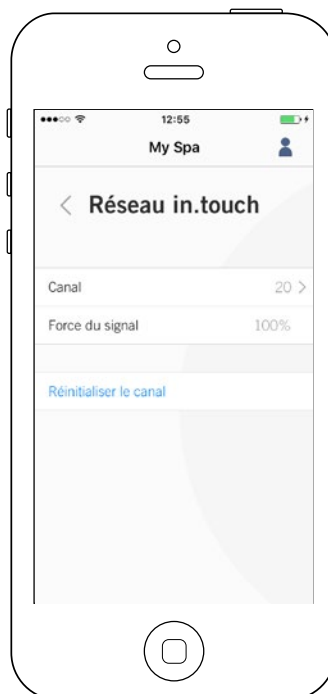 12:55
My Spa
Réseau in.touch
Canal 20
Force du signal 100%
Réinitialiser le canal